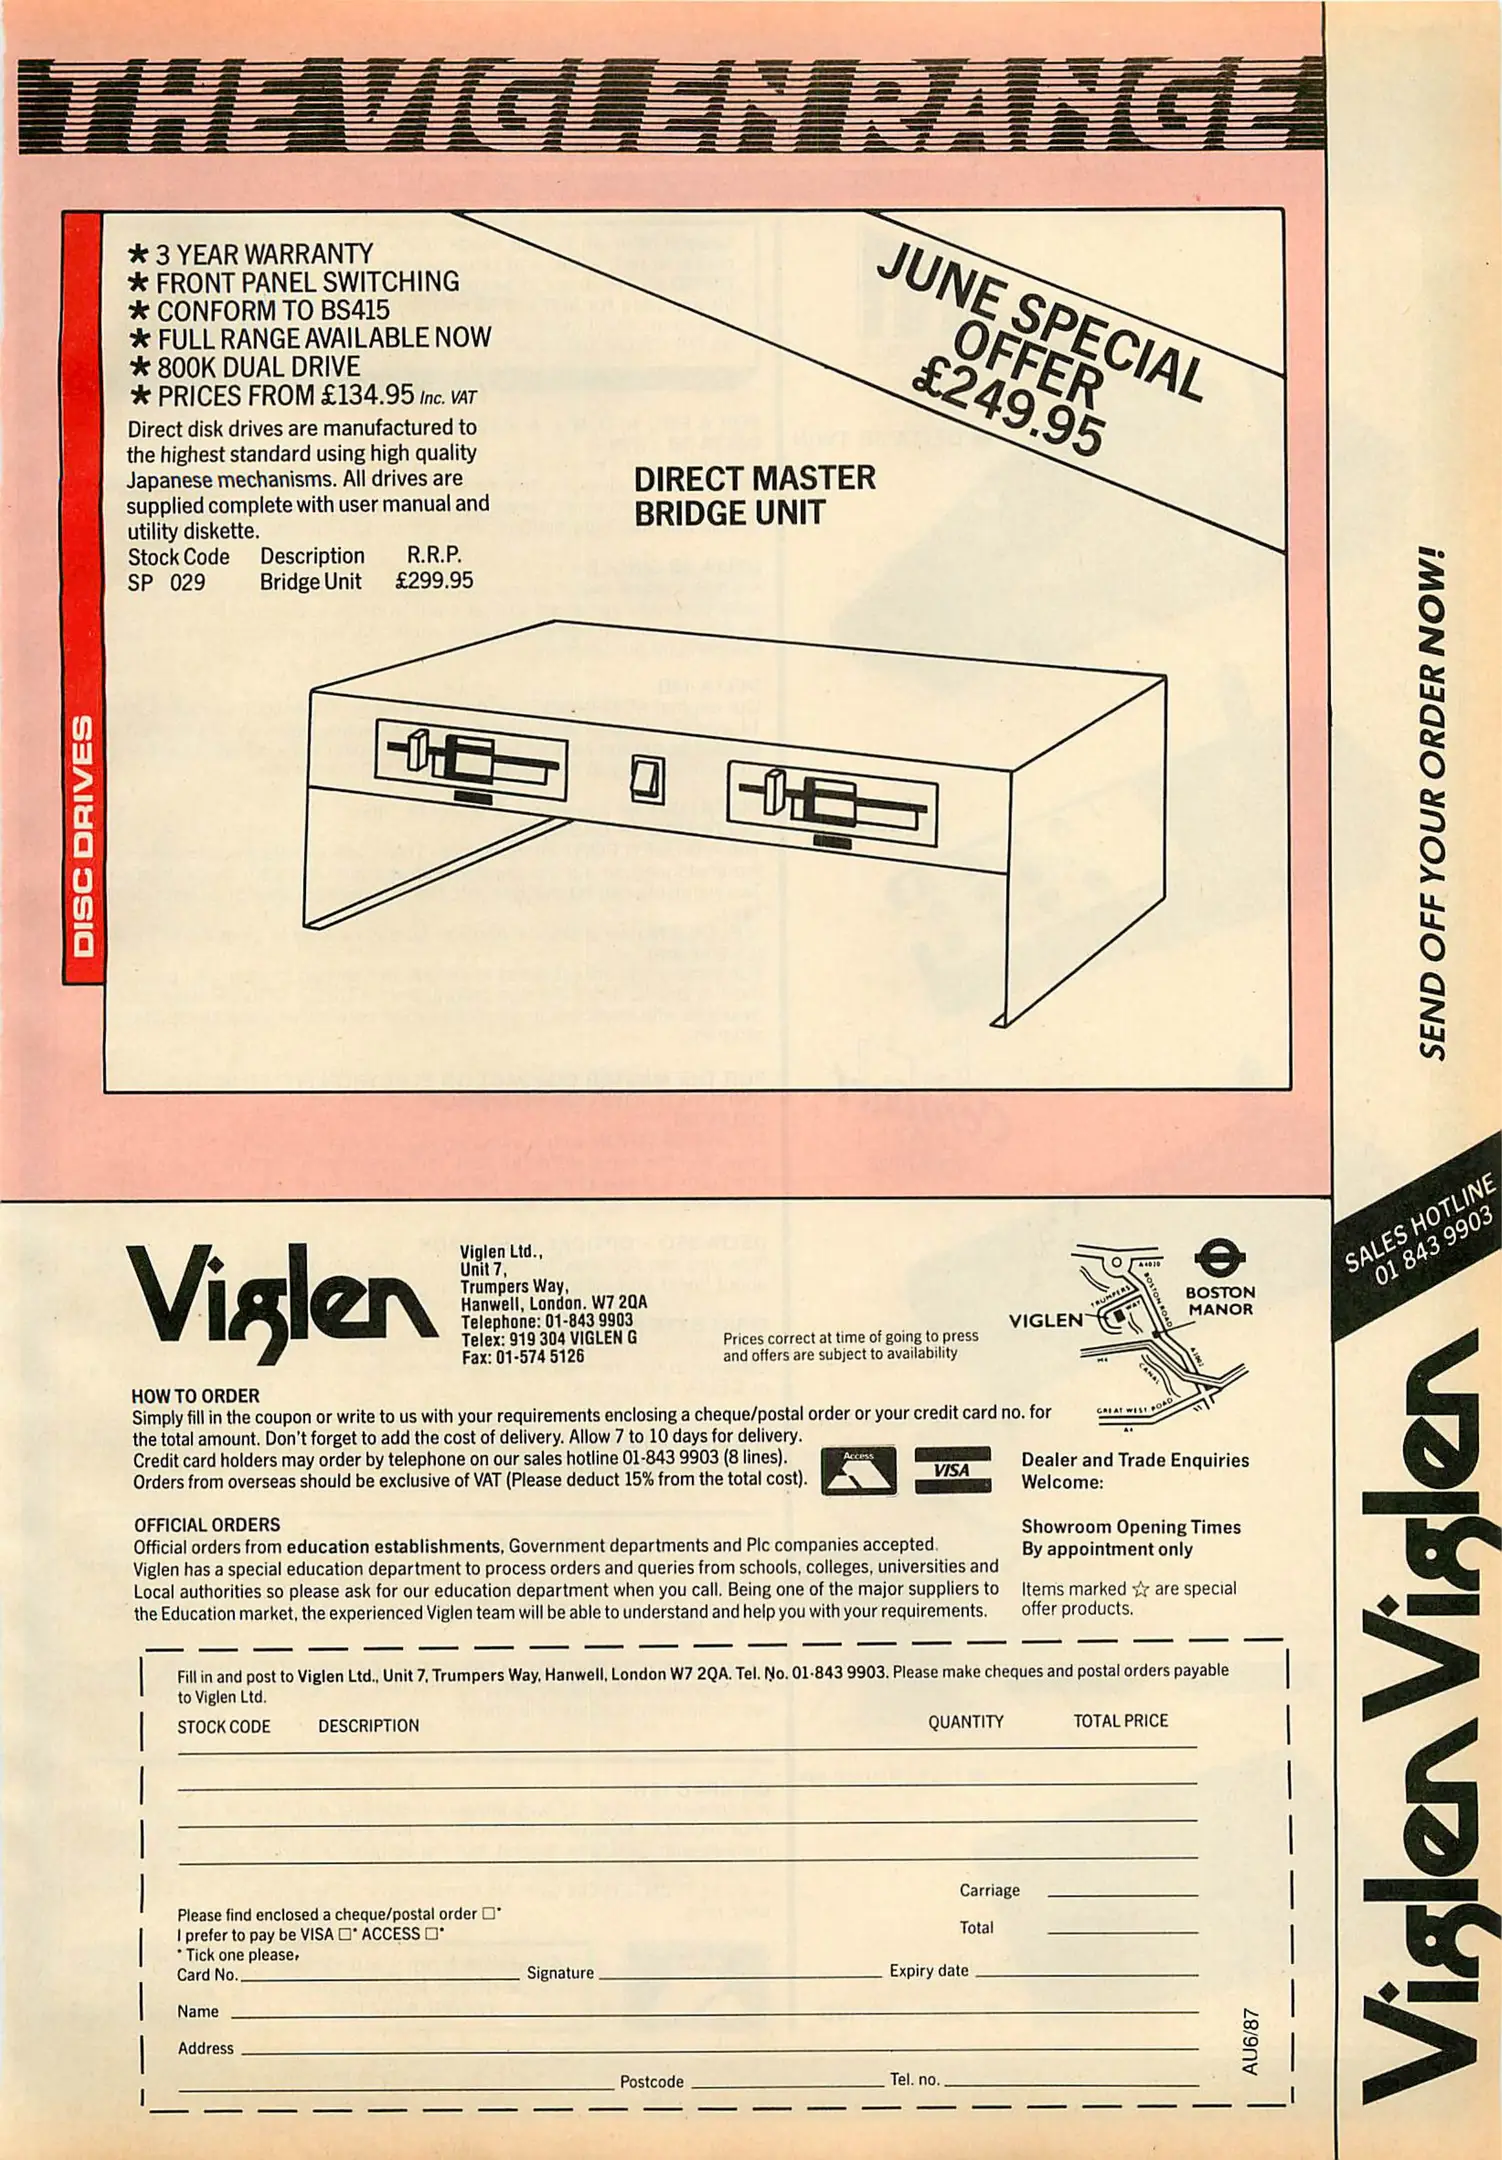 THE VIGLEN RANGE
DISC DRIVES
★ 3 YEAR WARRANTY
★ FRONT PANEL SWITCHING
★ CONFORM TO BS415
★ FULL RANGE AVAILABLE NOW
★ 800K DUAL DRIVE
★ PRICES FROM £134.95 Inc. VAT
Direct disk drives are manufactured to
the highest standard using high quality
Japanese mechanisms. All drives are
supplied complete with user manual and
utility diskette.
Stock Code Description R.R.P.
SP 029 Bridge Unit £299.95
JUNE SPECIAL
OFFER
£249.95
DIRECT MASTER
BRIDGE UNIT
SEND OFF YOUR ORDER NOW!
SALES HOTLINE
01 843 9903
Viglen Viglen
Viglen
Viglen Ltd.,
Unit 7,
Trumpers Way,
Hanwell, London. W7 2QA
Telephone: 01-843 9903
Telex: 919 304 VIGLEN G
Fax: 01-574 5126
Prices correct at time of going to press
and offers are subject to availability
VIGLEN
BOSTON
MANOR
TRUMPERS
WAY
BOSTON ROAD
A4020
A3002
M4
CANAL
GREAT WEST ROAD
A4
HOW TO ORDER
Simply fill in the coupon or write to us with your requirements enclosing a cheque/postal order or your credit card no. for
the total amount. Don't forget to add the cost of delivery. Allow 7 to 10 days for delivery.
Credit card holders may order by telephone on our sales hotline 01-843 9903 (8 lines).
Orders from overseas should be exclusive of VAT (Please deduct 15% from the total cost).
Access
VISA
Dealer and Trade Enquiries
Welcome:
OFFICIAL ORDERS
Official orders from education establishments, Government departments and Plc companies accepted.
Viglen has a special education department to process orders and queries from schools, colleges, universities and
Local authorities so please ask for our education department when you call. Being one of the major suppliers to
the Education market, the experienced Viglen team will be able to understand and help you with your requirements.
Showroom Opening Times
By appointment only
Items marked ☆ are special
offer products.
Fill in and post to Viglen Ltd., Unit 7, Trumpers Way, Hanwell, London W7 2QA. Tel. No. 01-843 9903. Please make cheques and postal orders payable
to Viglen Ltd.
STOCK CODE DESCRIPTION QUANTITY TOTAL PRICE
Carriage
Total
Please find enclosed a cheque/postal order □*
I prefer to pay be VISA □* ACCESS □*
* Tick one please,
Card No. Signature Expiry date
Name
Address
Postcode Tel. no.
AU6/87